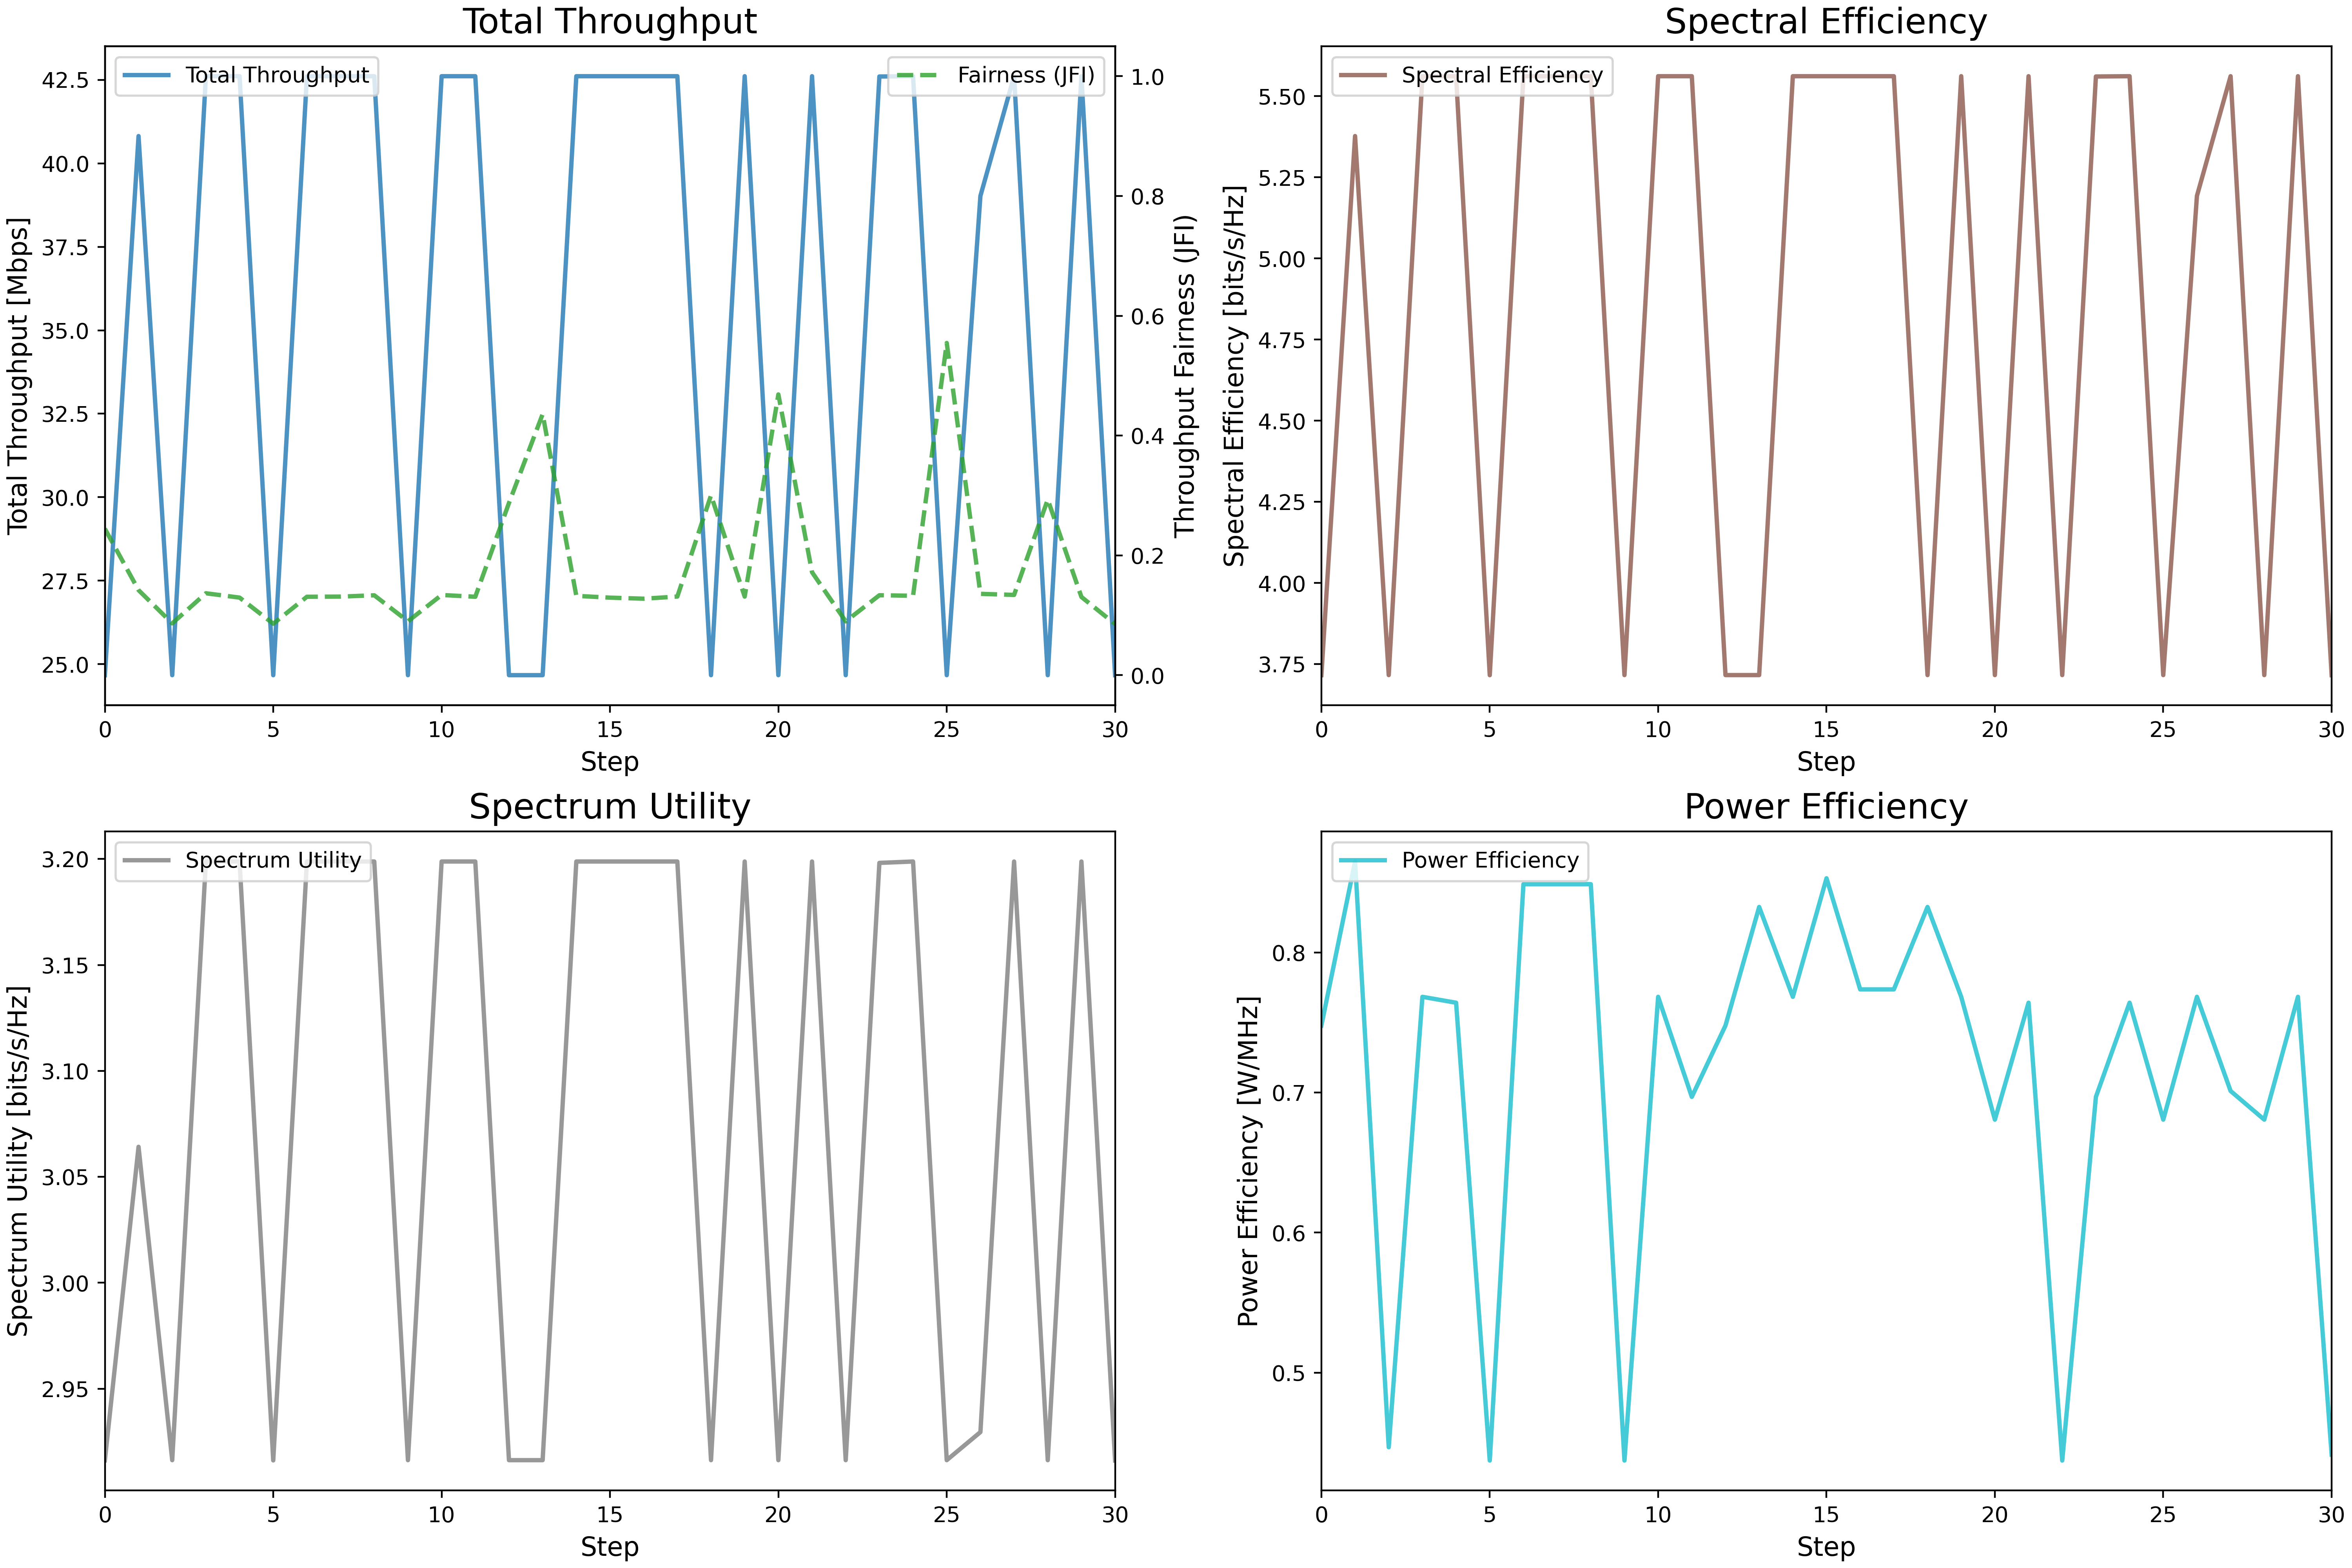 Total Throughput
Total Throughput [Mbps]
42.5
40.0
37.5
35.0
32.5
30.0
27.5
25.0
Total Throughput
Fairness (JFI)
1.0
0.8
0.6
0.4
0.2
0.0
Throughput Fairness (JFI)
0 5 10 15 20 25 30
Step
Spectral Efficiency
Spectral Efficiency [bits/s/Hz]
5.50
5.25
5.00
4.75
4.50
4.25
4.00
3.75
Spectral Efficiency
0 5 10 15 20 25 30
Step
Spectrum Utility
Spectrum Utility [bits/s/Hz]
3.20
3.15
3.10
3.05
3.00
2.95
Spectrum Utility
0 5 10 15 20 25 30
Step
Power Efficiency
Power Efficiency [W/MHz]
0.8
0.7
0.6
0.5
Power Efficiency
0 5 10 15 20 25 30
Step